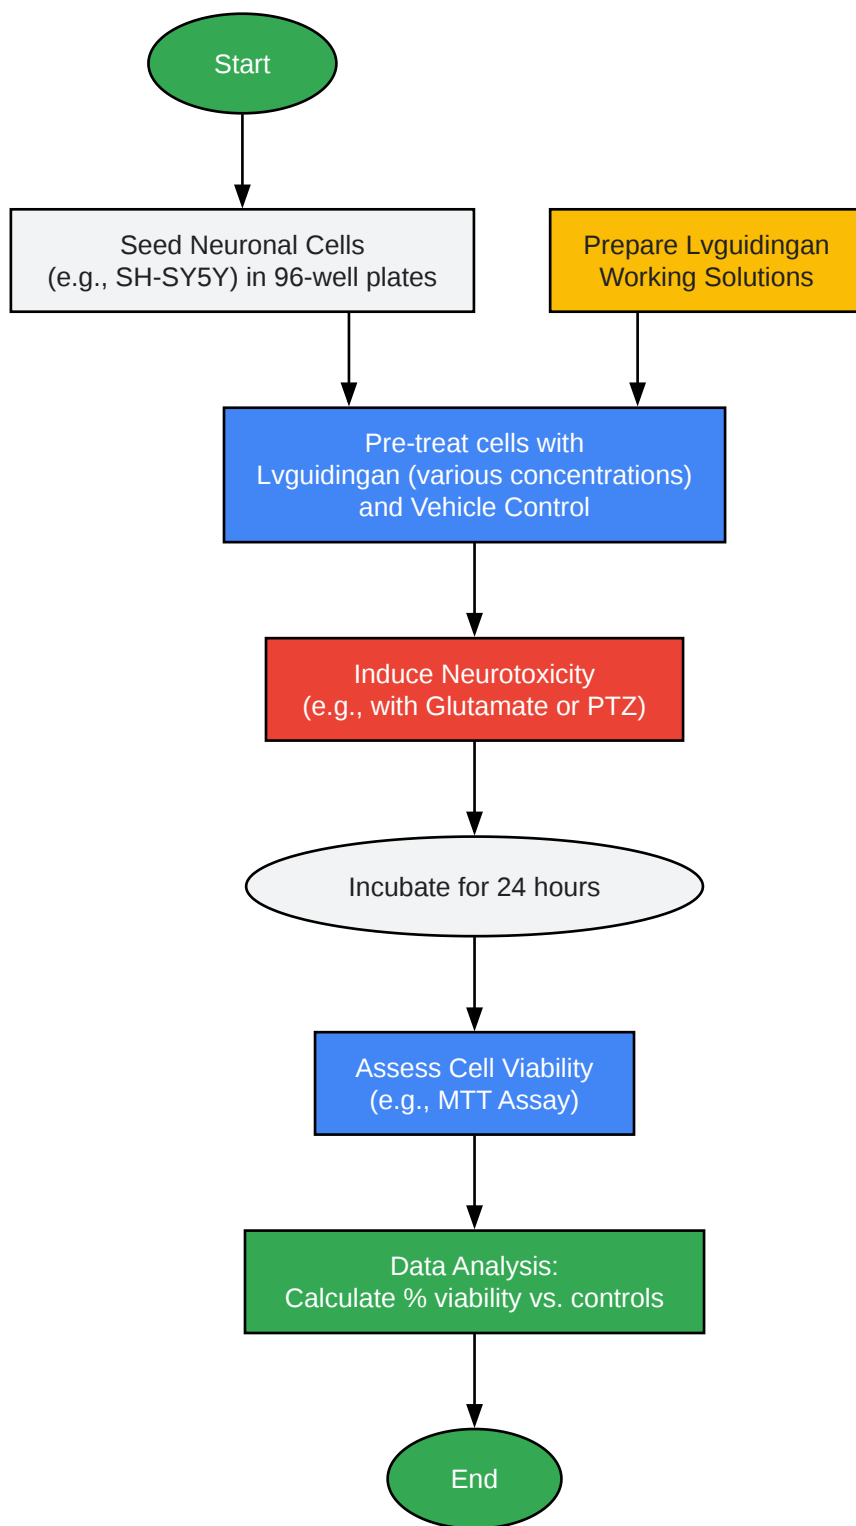 Start
Seed Neuronal Cells
(e.g., SH-SY5Y) in 96-well plates
Prepare Lvguidingan
Working Solutions
Pre-treat cells with
Lvguidingan (various concentrations)
and Vehicle Control
Induce Neurotoxicity
(e.g., with Glutamate or PTZ)
Incubate for 24 hours
Assess Cell Viability
(e.g., MTT Assay)
Data Analysis:
Calculate % viability vs. controls
End